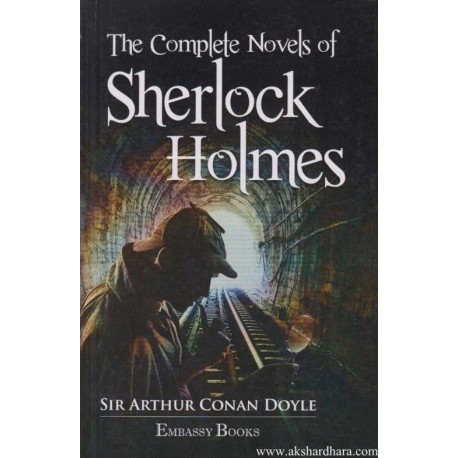 The Complete Novels of
Sherlock
Holmes
SIR ARTHUR CONAN DOYLE
EMBASSY BOOKS
www.akshardhara.com